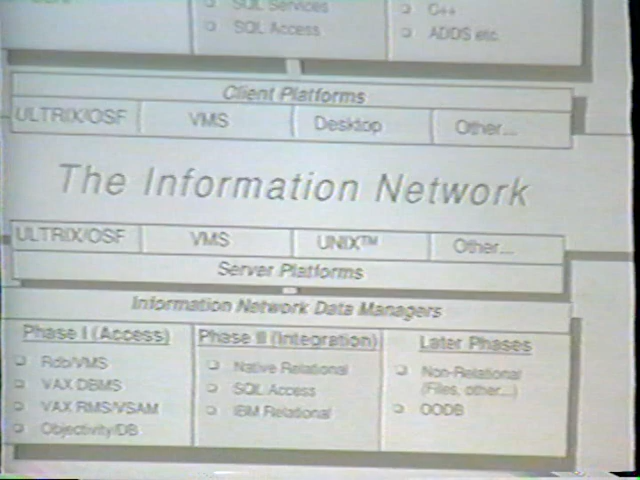 SQL Services
C++
SQL Access
ADDS etc.
Client Platforms
ULTRIX/OSF VMS Desktop Other...
The Information Network
ULTRIX/OSF VMS UNIX™ Other...
Server Platforms
Information Network Data Managers
Phase I (Access) Phase II (Integration) Later Phases
Rdb/VMS
VAX DBMS
VAX RMS/VSAM
Objectivity/DB
Native Relational
SQL Access
IBM Relational
Non-Relational
(Files, other...)
OODB